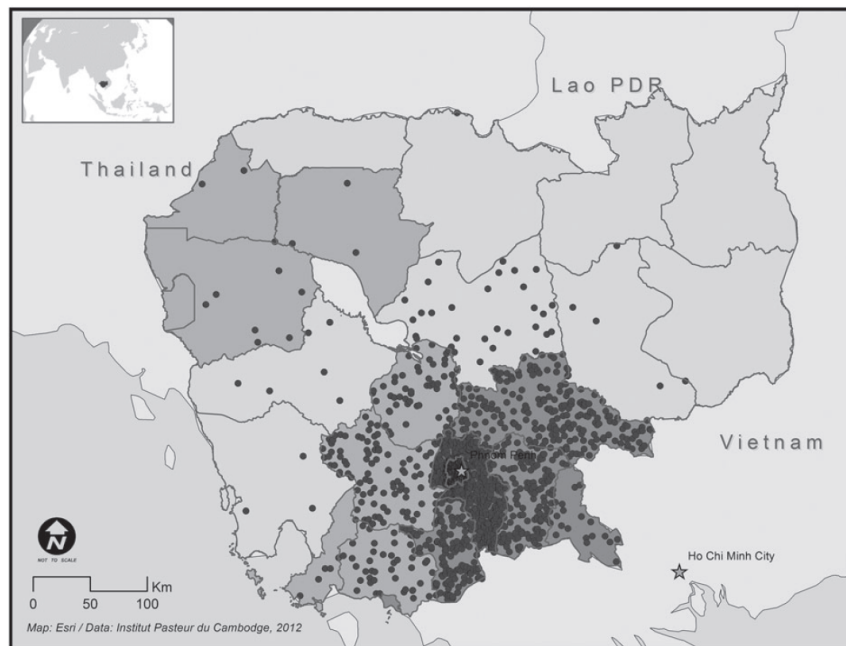 Lao PDR
Thailand
Phnom Penh
Vietnam
N
NOT TO SCALE
Ho Chi Minh City
Km
0 50 100
Map: Esri / Data: Institut Pasteur du Cambodge, 2012